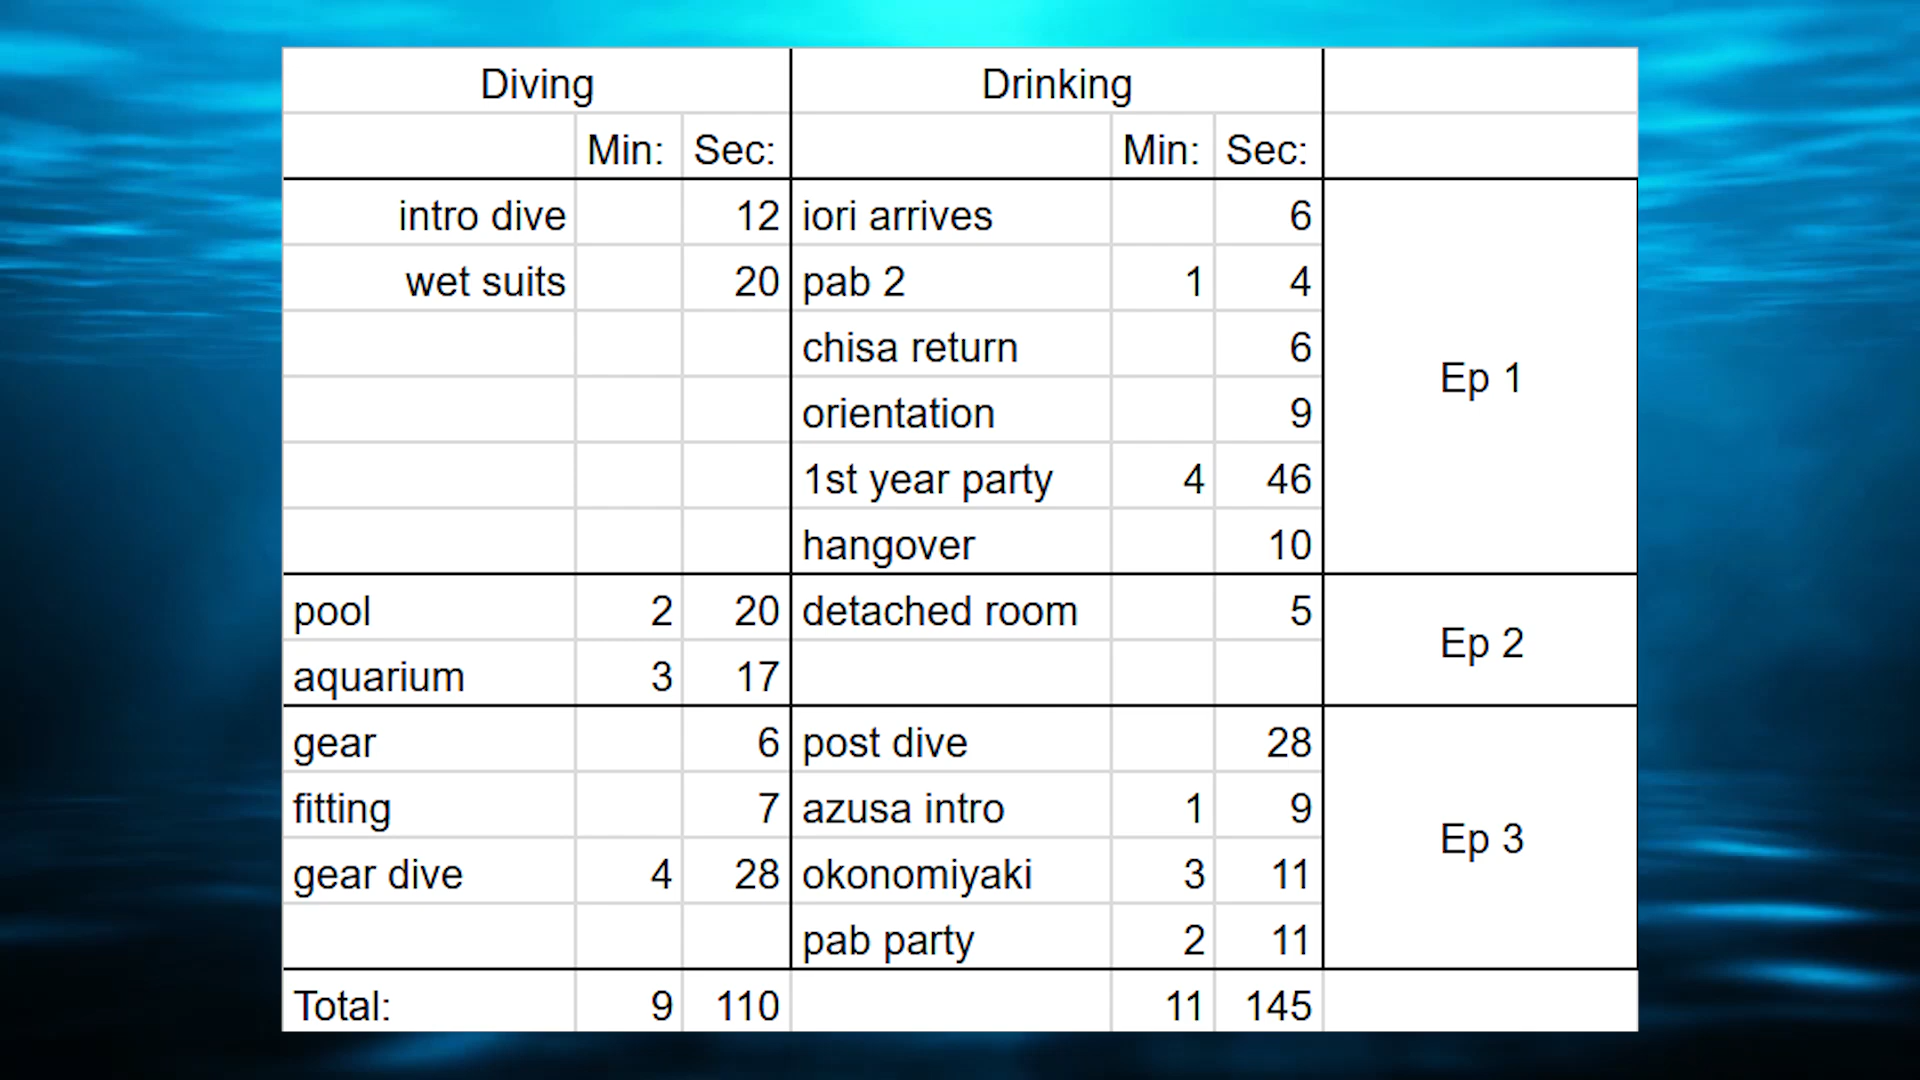 Diving Drinking
Min: Sec: Min: Sec:
intro dive 12 iori arrives 6
wet suits 20 pab 2 1 4
chisa return 6
Ep 1
orientation 9
1st year party 4 46
hangover 10
pool 2 20 detached room 5
Ep 2
aquarium 3 17
gear 6 post dive 28
fitting 7 azusa intro 1 9
Ep 3
gear dive 4 28 okonomiyaki 3 11
pab party 2 11
Total: 9 110 11 145